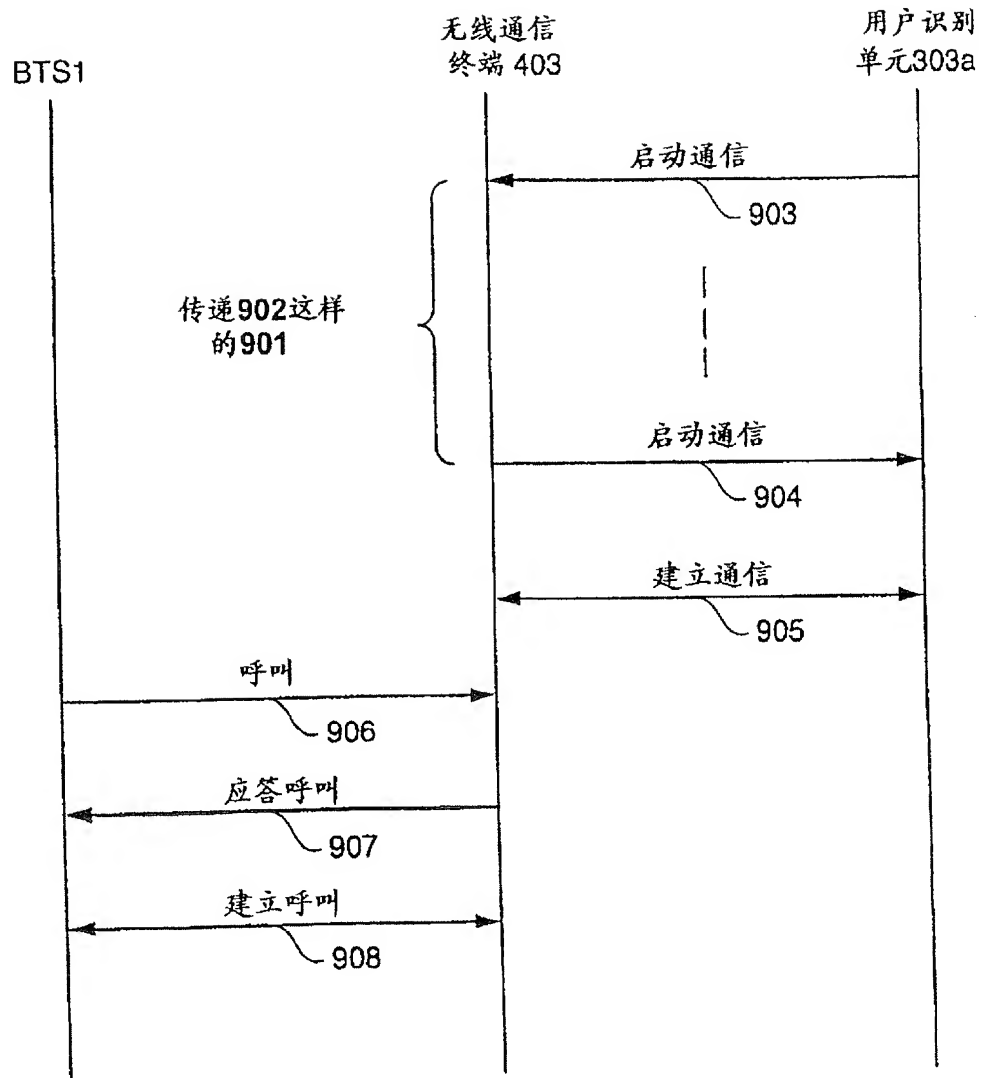 BTS1
无线通信
终端 403
用户识别
单元303a
启动通信
903
传递902这样
的901
启动通信
904
建立通信
905
呼叫
906
应答呼叫
907
建立呼叫
908